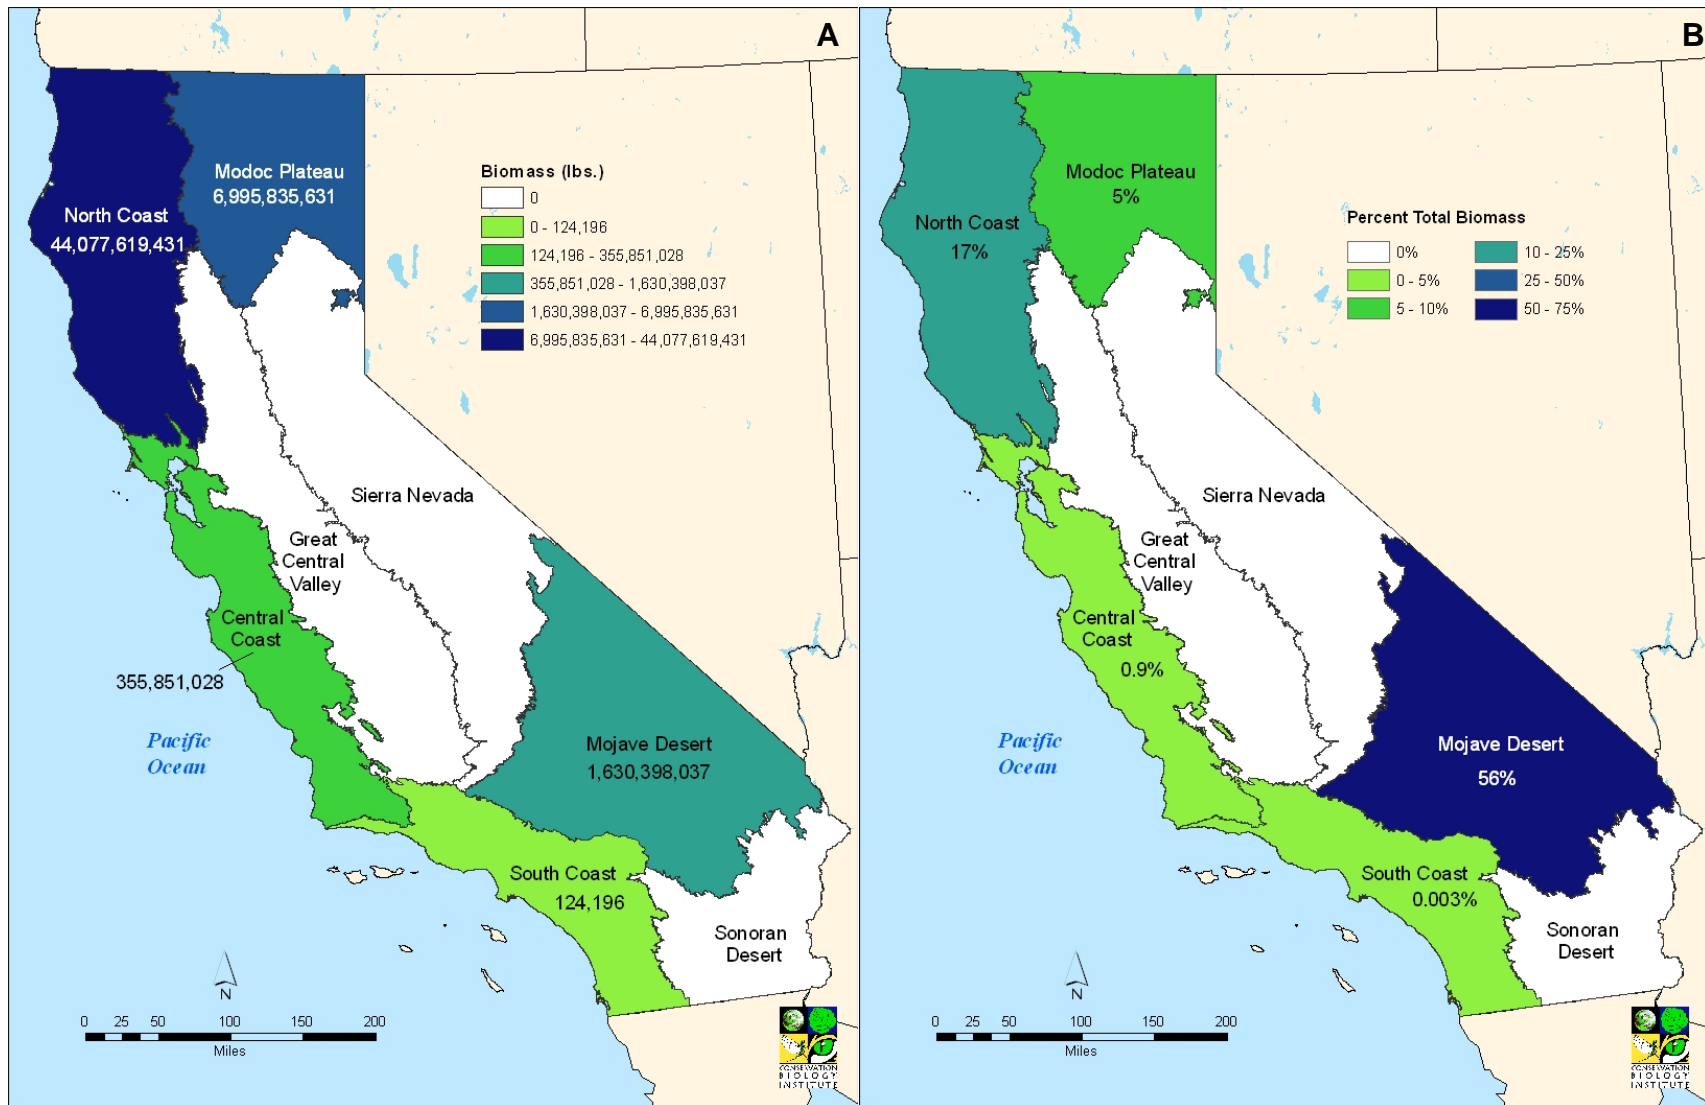 A
Biomass (lbs.)
0
0 - 124,196
124,196 - 355,851,028
355,851,028 - 1,630,398,037
1,630,398,037 - 6,995,835,631
6,995,835,631 - 44,077,619,431
Modoc Plateau
6,995,835,631
North Coast
44,077,619,431
Sierra Nevada
Great
Central
Valley
Central
Coast
355,851,028
Pacific
Ocean
Mojave Desert
1,630,398,037
South Coast
124,196
Sonoran
Desert
N
0 25 50 100 150 200
Miles
CONSERVATION
BIOLOGY
INSTITUTE
B
Percent Total Biomass
0%
0 - 5%
5 - 10%
10 - 25%
25 - 50%
50 - 75%
Modoc Plateau
5%
North Coast
17%
Sierra Nevada
Great
Central
Valley
Central
Coast
0.9%
Pacific
Ocean
Mojave Desert
56%
South Coast
0.003%
Sonoran
Desert
N
0 25 50 100 150 200
Miles
CONSERVATION
BIOLOGY
INSTITUTE